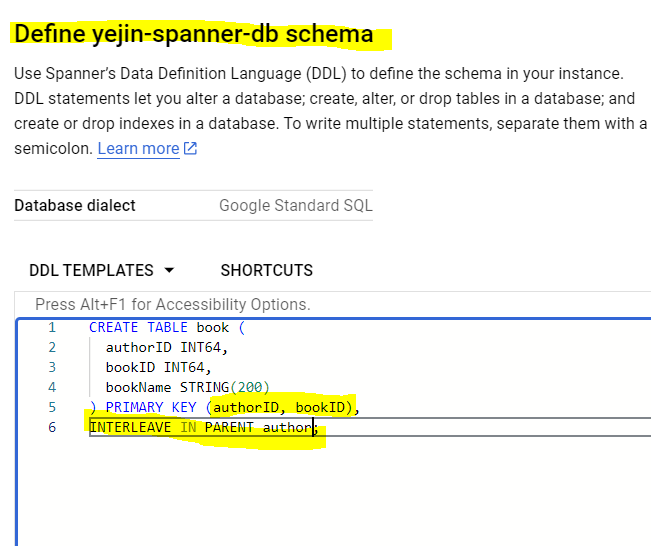 Define yejin-spanner-db schema
Use Spanner’s Data Definition Language (DDL) to define the schema in your instance.
DDL statements let you alter a database; create, alter, or drop tables in a database; and
create or drop indexes in a database. To write multiple statements, separate them with a
semicolon. Learn more
Database dialect Google Standard SQL
DDL TEMPLATES SHORTCUTS
Press Alt+F1 for Accessibility Options.
1 CREATE TABLE book (
2 authorID INT64,
3 bookID INT64,
4 bookName STRING(200)
5 ) PRIMARY KEY (authorID, bookID),
6 INTERLEAVE IN PARENT author;